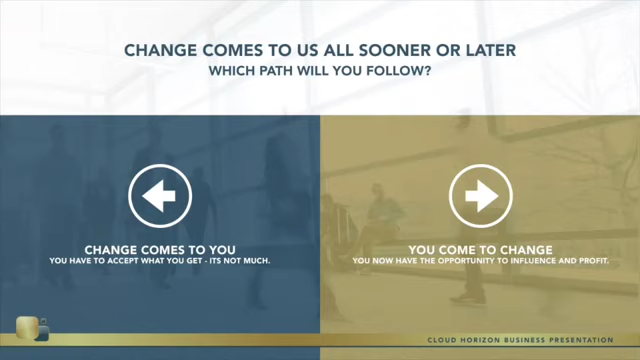 CHANGE COMES TO US ALL SOONER OR LATER
WHICH PATH WILL YOU FOLLOW?
CHANGE COMES TO YOU
YOU HAVE TO ACCEPT WHAT YOU GET - ITS NOT MUCH.
YOU COME TO CHANGE
YOU NOW HAVE THE OPPORTUNITY TO INFLUENCE AND PROFIT.
CLOUD HORIZON BUSINESS PRESENTATION